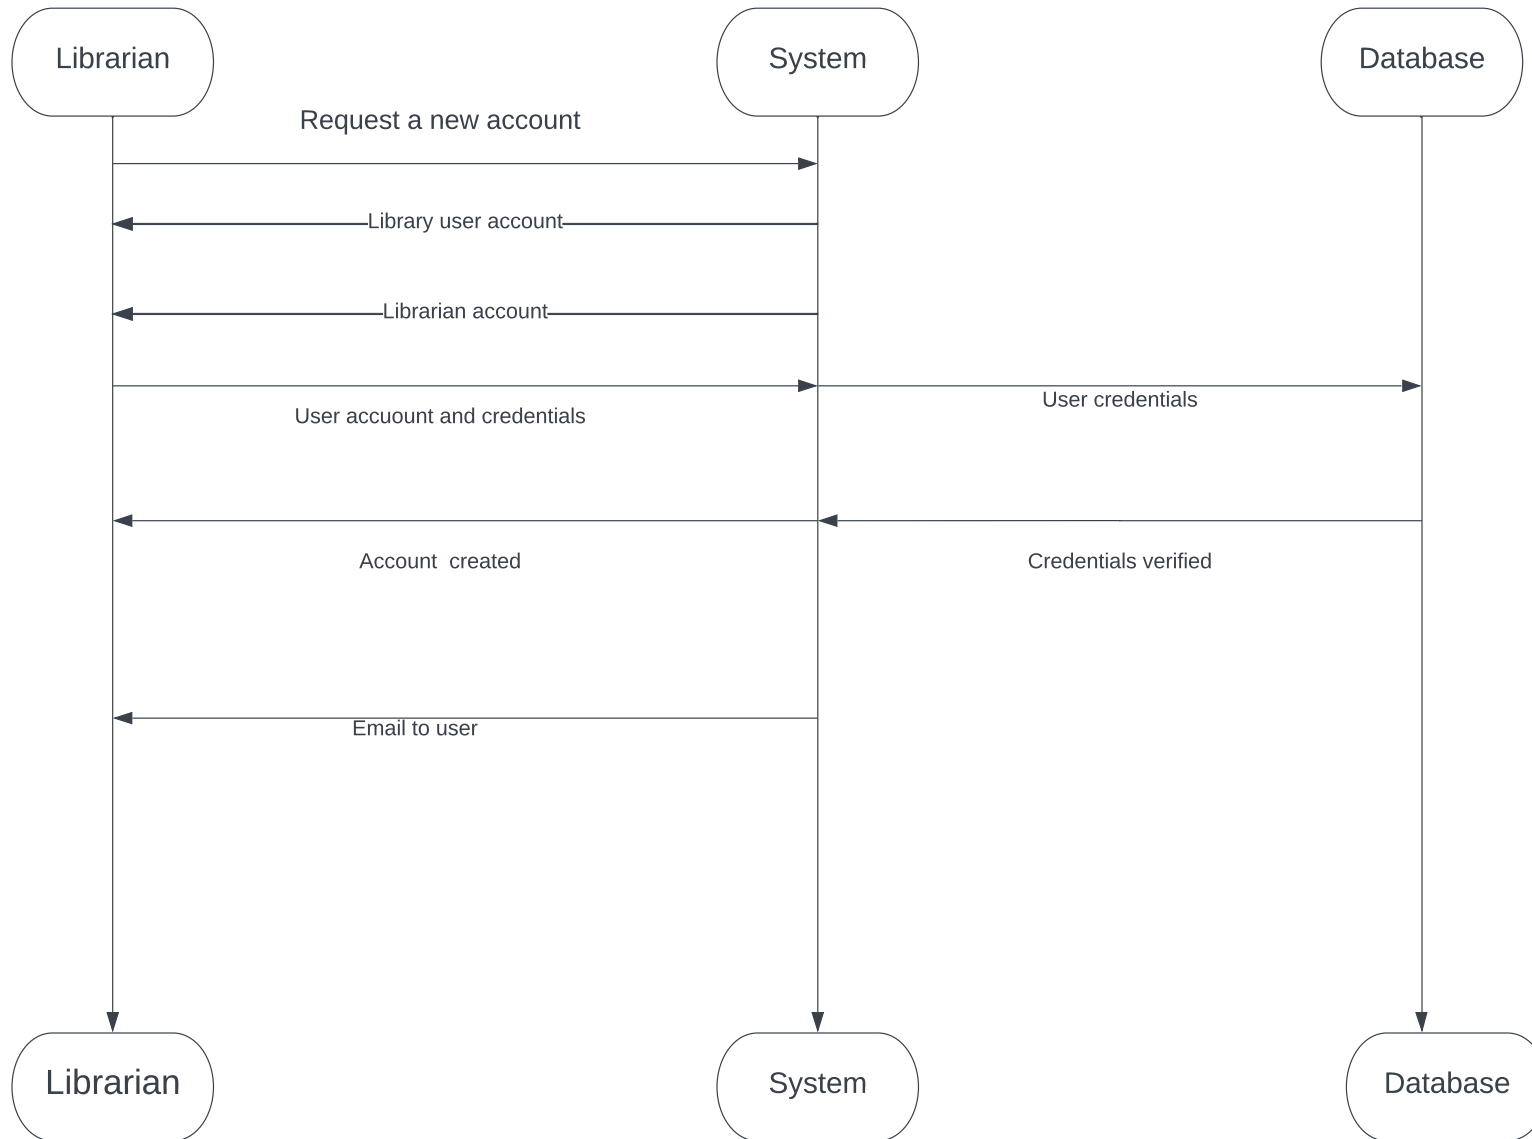 Librarian
System
Database
Request a new account
Library user account
Librarian account
User accuount and credentials
User credentials
Account  created
Credentials verified
Email to user
Librarian
System
Database